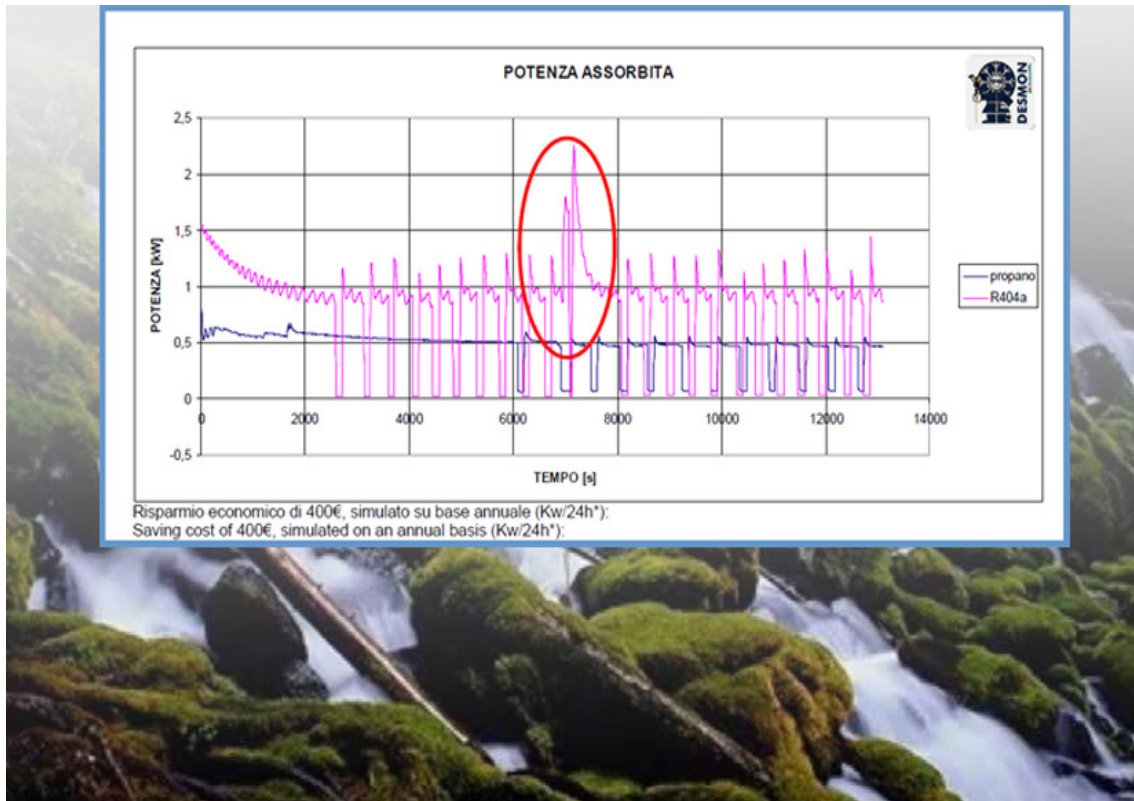 POTENZA ASSORBITA
DESMON
2,5
2
1,5
1
0,5
0
-0,5
POTENZA [kW]
0 2000 4000 6000 8000 10000 12000 14000
TEMPO [s]
propano
R404a
Risparmio economico di 400€, simulato su base annuale (Kw/24h*):
Saving cost of 400€, simulated on an annual basis (Kw/24h*):